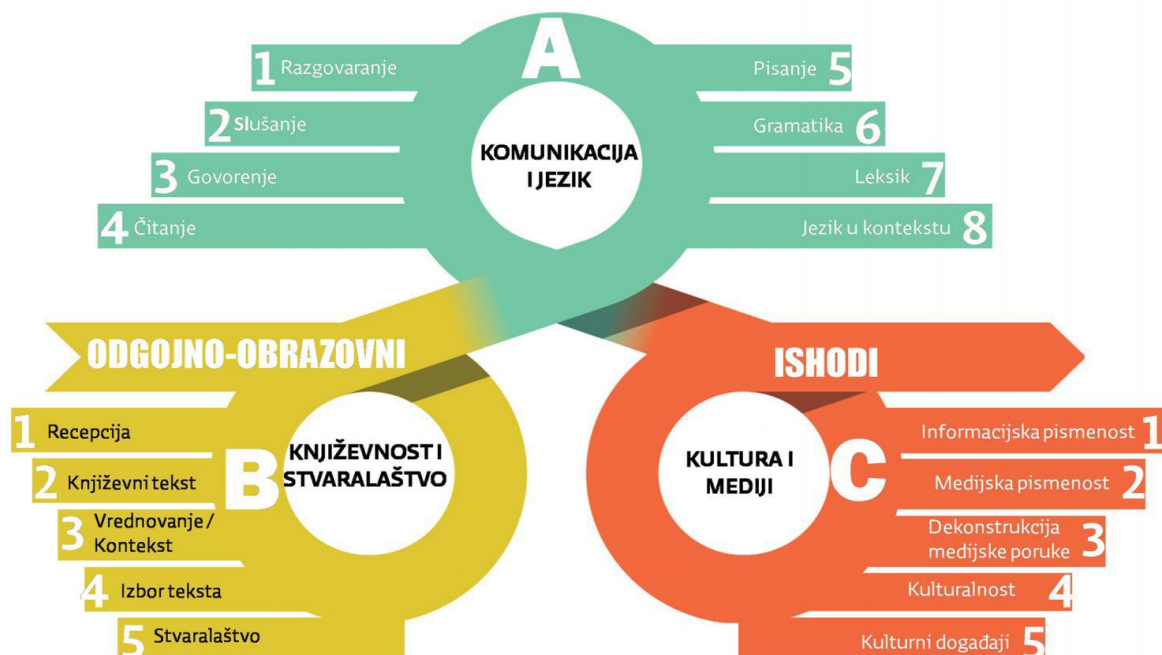 A
KOMUNIKACIJA
I JEZIK
1 Razgovaranje
2 Slušanje
3 Govorenje
4 Čitanje
Pisanje 5
Gramatika 6
Leksik 7
Jezik u kontekstu 8
ODGOJNO-OBRAZOVNI
ISHODI
B
KNJIŽEVNOST I
STVARALAŠTVO
1 Recepcija
2 Književni tekst
3 Vrednovanje /
Kontekst
4 Izbor teksta
5 Stvaralaštvo
C
KULTURA I
MEDIJI
Informacijska pismenost 1
Medijska pismenost 2
Dekonstrukcija
medijske poruke 3
Kulturalnost 4
Kulturni događaji 5